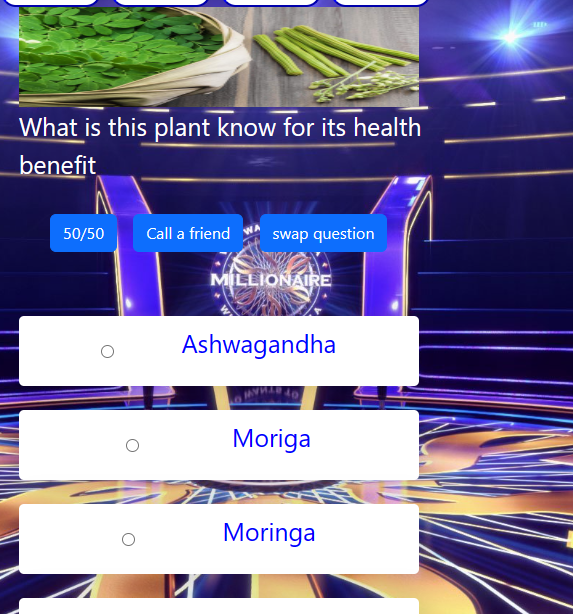 What is this plant know for its health
benefit
50/50 Call a friend swap question
MILLIONAIRE
Ashwagandha
Moriga
Moringa